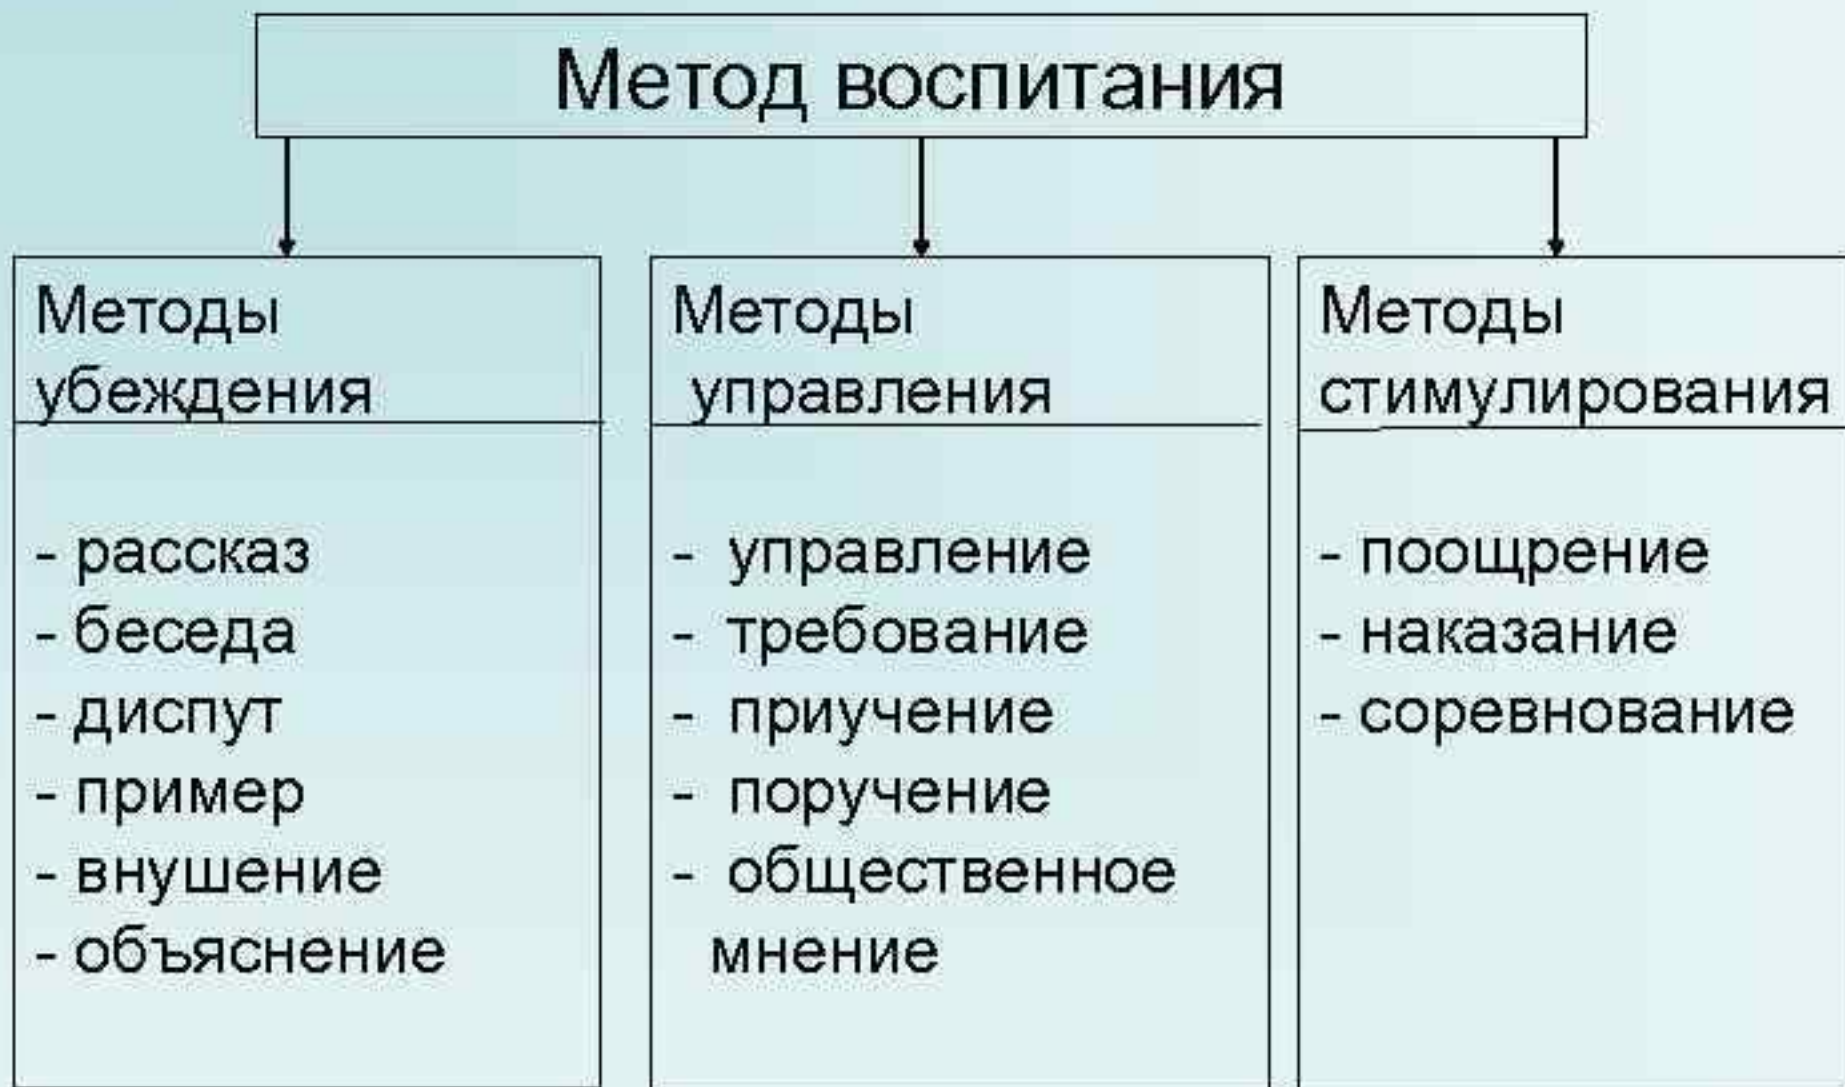 Метод воспитания
Методы
убеждения
- рассказ
- беседа
- диспут
- пример
- внушение
- объяснение
Методы
управления
- управление
- требование
- приучение
- поручение
- общественное
мнение
Методы
стимулирования
- поощрение
- наказание
- соревнование